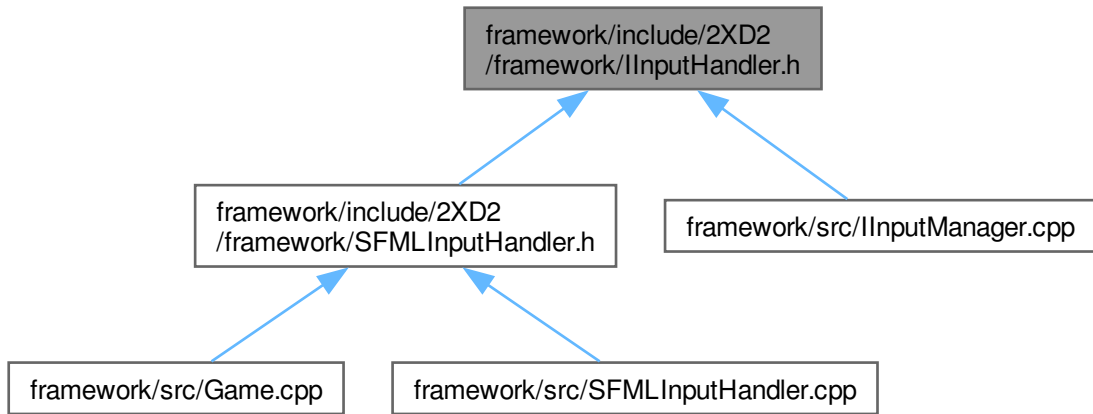 framework/include/2XD2
/framework/IInputHandler.h
framework/include/2XD2
/framework/SFMLInputHandler.h
framework/src/IInputManager.cpp
framework/src/Game.cpp
framework/src/SFMLInputHandler.cpp